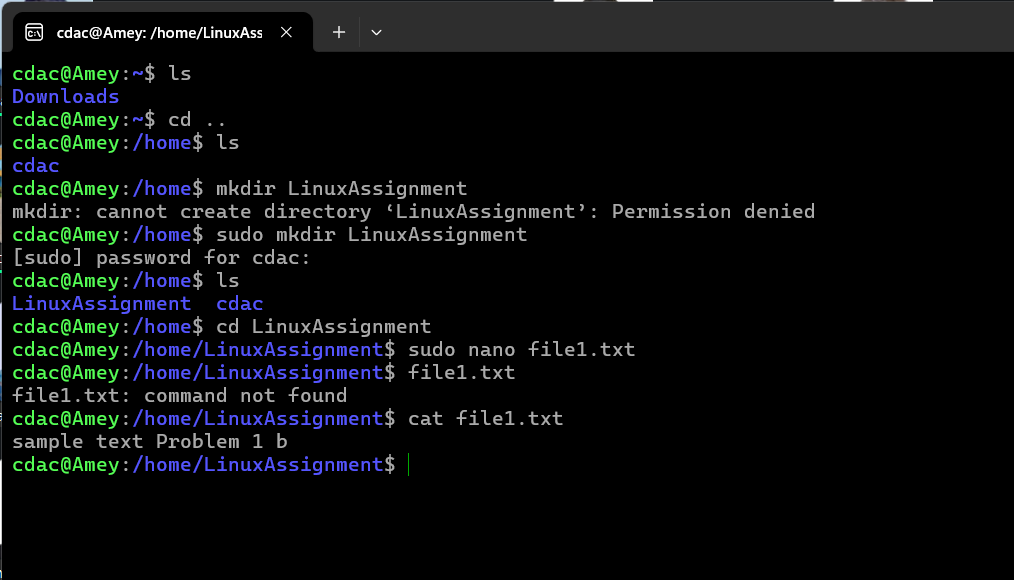 cdac@Amey: /home/LinuxAss
cdac@Amey:~$ ls
Downloads
cdac@Amey:~$ cd ..
cdac@Amey:/home$ ls
cdac
cdac@Amey:/home$ mkdir LinuxAssignment
mkdir: cannot create directory ‘LinuxAssignment’: Permission denied
cdac@Amey:/home$ sudo mkdir LinuxAssignment
[sudo] password for cdac:
cdac@Amey:/home$ ls
LinuxAssignment  cdac
cdac@Amey:/home$ cd LinuxAssignment
cdac@Amey:/home/LinuxAssignment$ sudo nano file1.txt
cdac@Amey:/home/LinuxAssignment$ file1.txt
file1.txt: command not found
cdac@Amey:/home/LinuxAssignment$ cat file1.txt
sample text Problem 1 b
cdac@Amey:/home/LinuxAssignment$